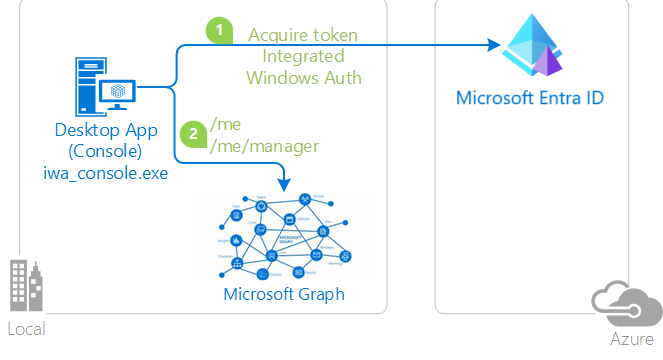 1
Acquire token
Integrated
Windows Auth
Microsoft Entra ID
Desktop App
(Console)
iwa_console.exe
2
/me
/me/manager
MICROSOFT
GRAPH
Microsoft Graph
Local
Azure